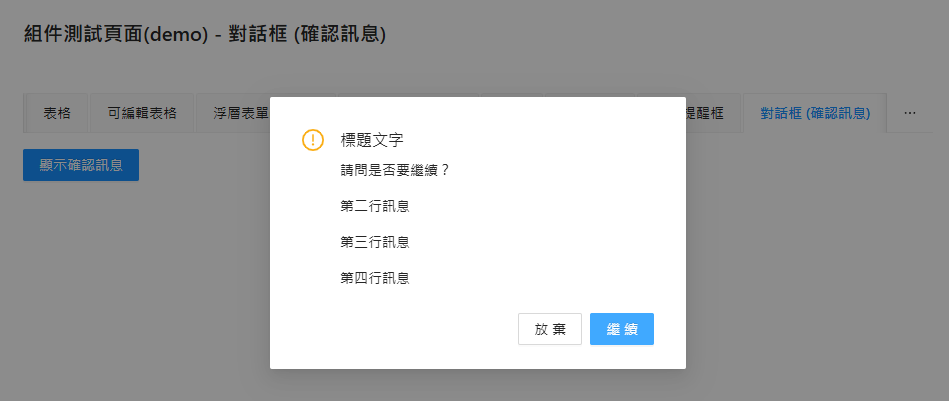 組件測試頁面(demo) - 對話框 (確認訊息)
表格 可編輯表格 浮層表單 提醒框 對話框 (確認訊息) ...
顯示確認訊息
標題文字
請問是否要繼續？
第二行訊息
第三行訊息
第四行訊息
放 棄 繼 續